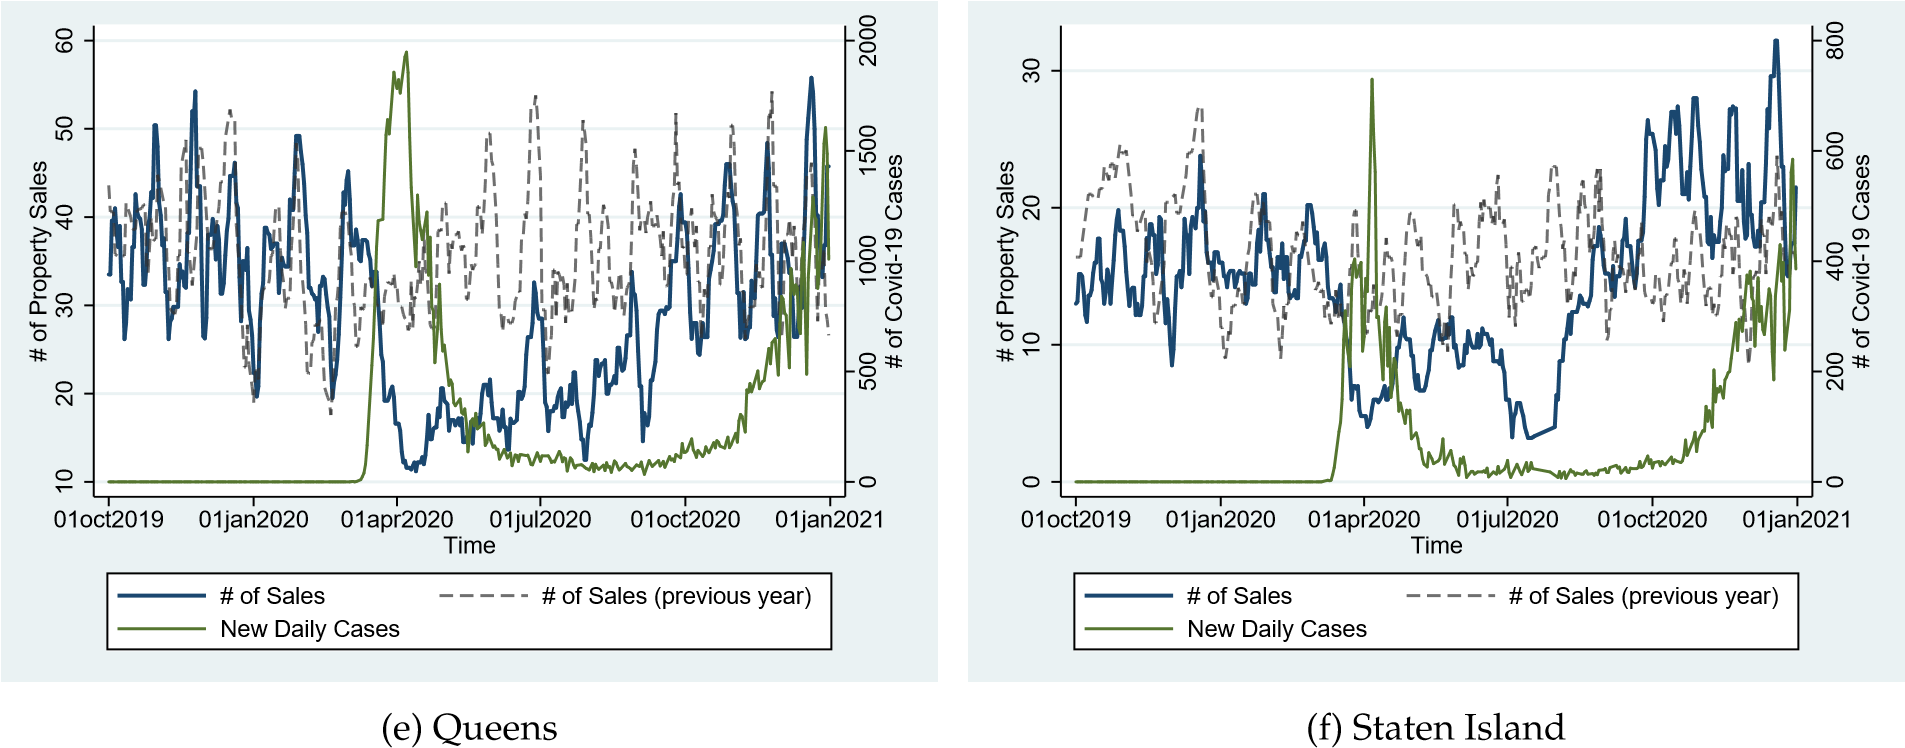 60
50
40
30
20
10
# of Property Sales
2000
1500
1000
500
0
# of Covid-19 Cases
01oct2019 01jan2020 01apr2020 01jul2020 01oct2020 01jan2021
Time
# of Sales # of Sales (previous year)
New Daily Cases
(e) Queens
30
20
10
0
# of Property Sales
800
600
400
200
0
# of Covid-19 Cases
01oct2019 01jan2020 01apr2020 01jul2020 01oct2020 01jan2021
Time
# of Sales # of Sales (previous year)
New Daily Cases
(f) Staten Island